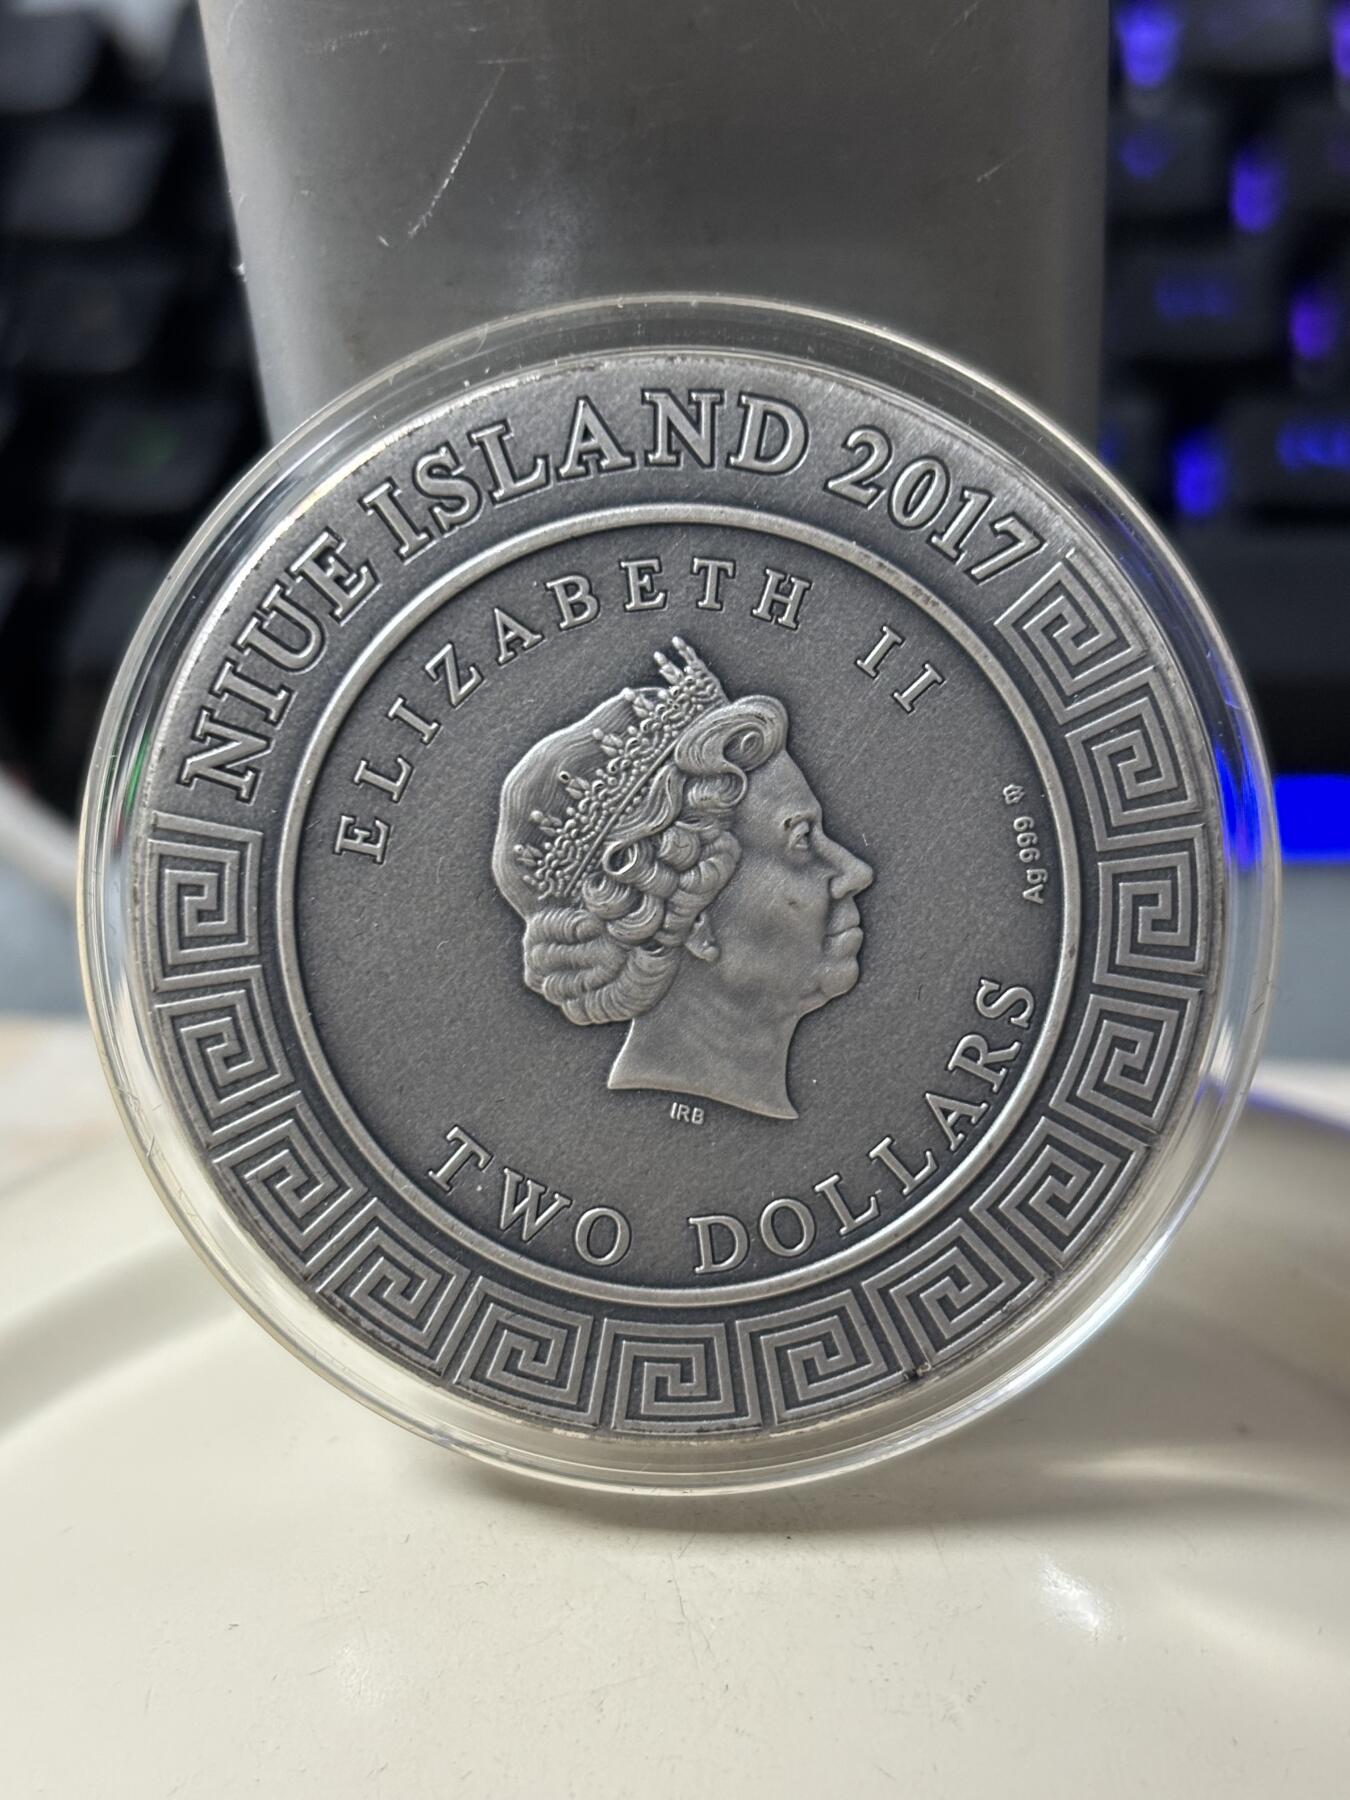 NIUE ISLAND 2017
ELIZABETH II
Ag 999
TWO DOLLARS
IRB